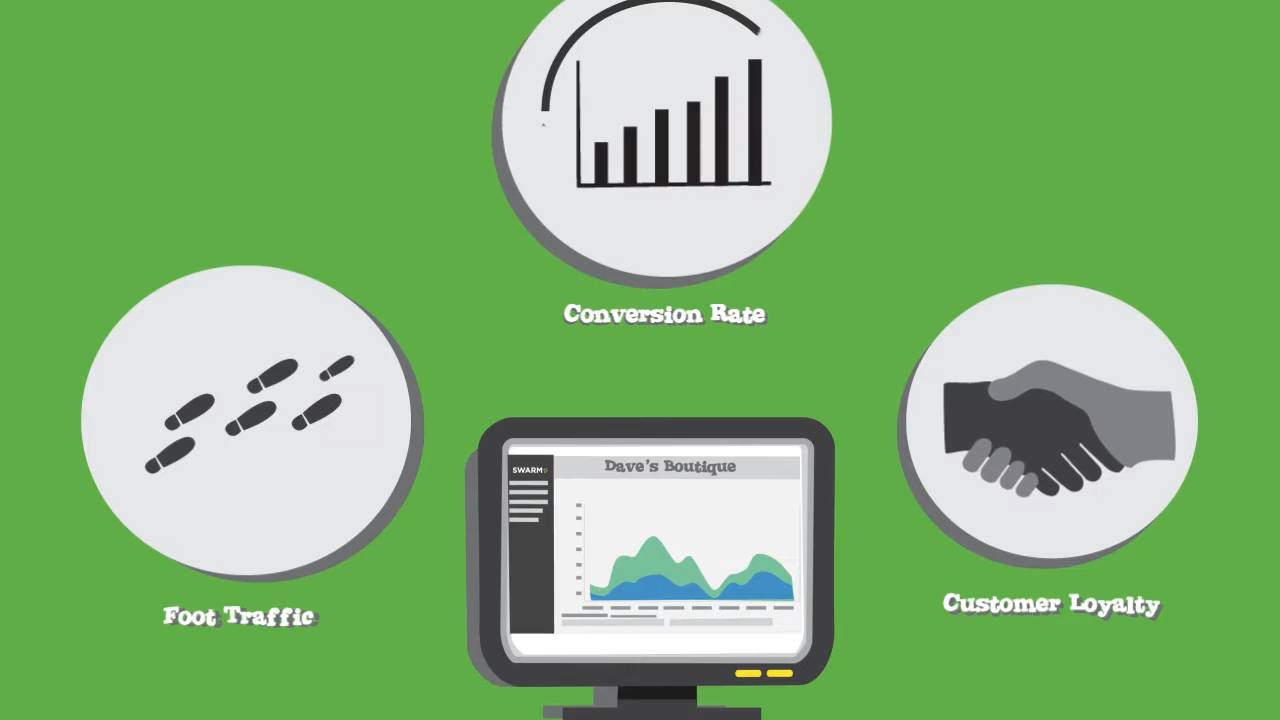 Conversion Rate
SWARM
Dave's Boutique
Foot Traffic
Customer Loyalty